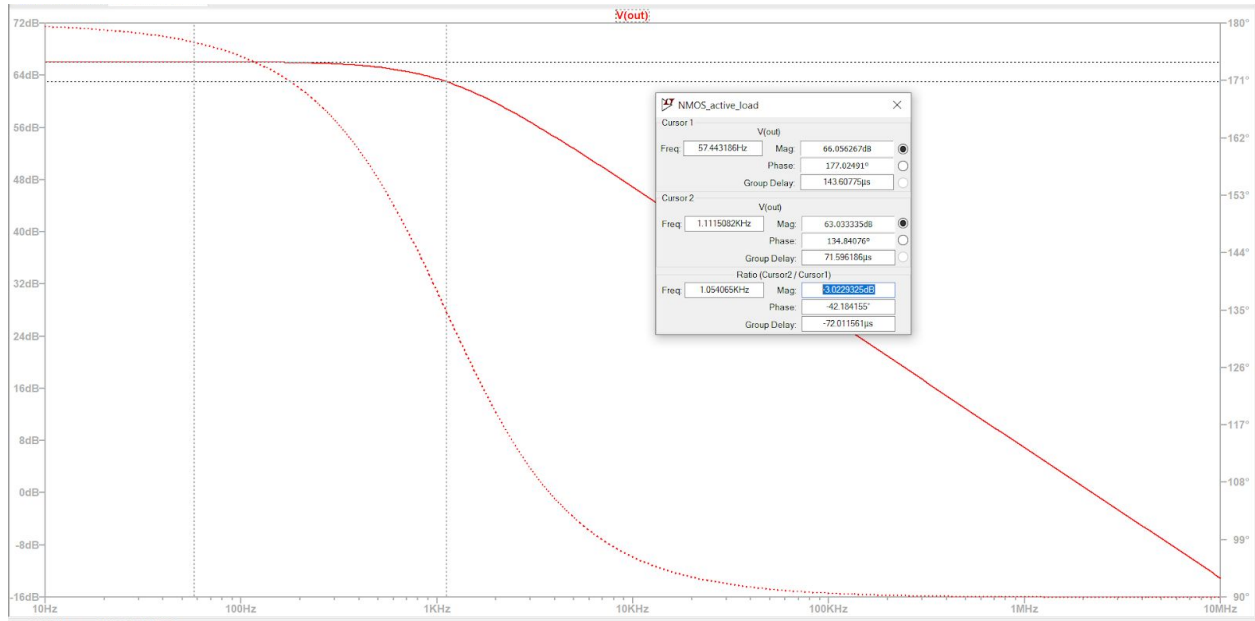 V(out)
72dB
64dB
56dB
48dB
40dB
32dB
24dB
16dB
8dB
0dB
-8dB
-16dB
180°
171°
162°
153°
144°
135°
126°
117°
108°
99°
90°
10Hz 100Hz 1KHz 10KHz 100KHz 1MHz 10MHz
NMOS_active_load
Cursor 1
V(out)
Freq: 57.443186Hz Mag: 66.056267dB
Phase: 177.02491°
Group Delay: 143.60775µs
Cursor 2
V(out)
Freq: 1.1115082KHz Mag: 63.033335dB
Phase: 134.84076°
Group Delay: 71.596186µs
Ratio (Cursor2 / Cursor1)
Freq: 1.054065KHz Mag: -3.0229325dB
Phase: -42.184155°
Group Delay: -72.011561µs